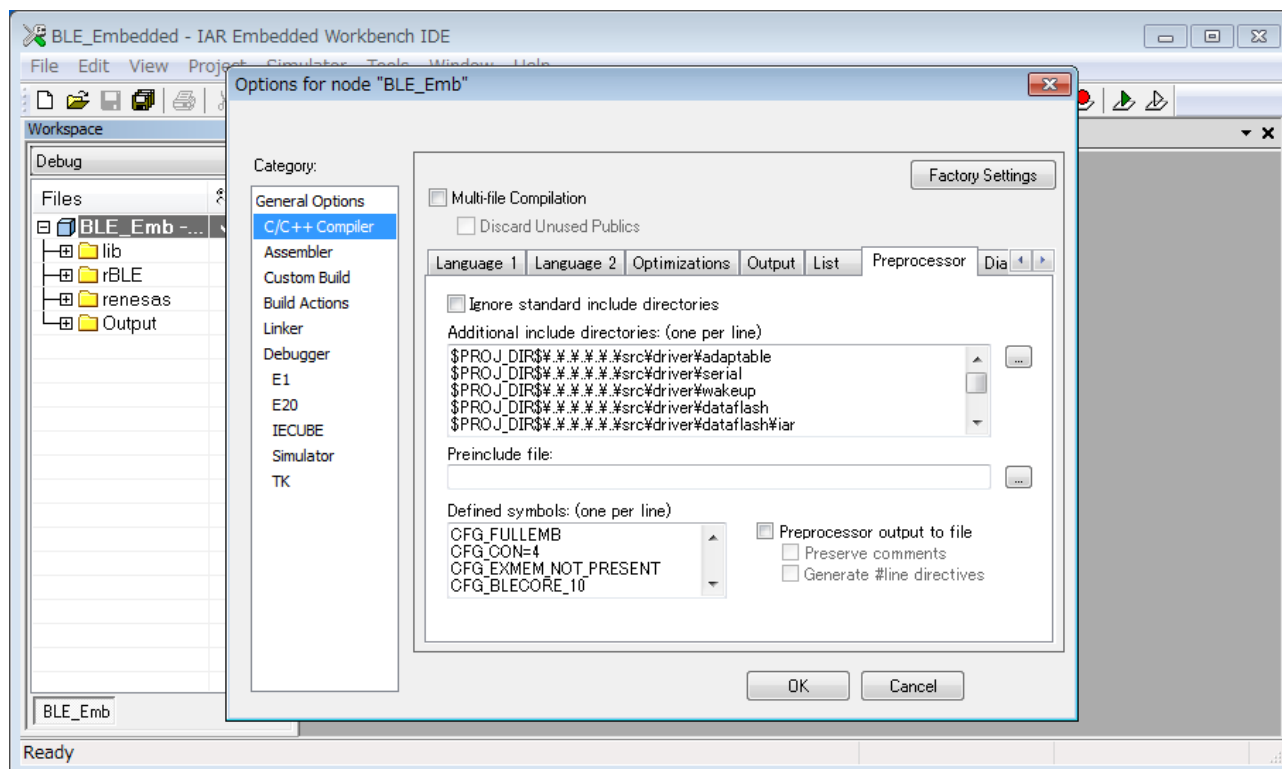 BLE_Embedded - IAR Embedded Workbench IDE
File Edit View Project Simulator Tools Window Help
Options for node "BLE_Emb"
Workspace
Debug
Files
BLE_Emb -...
lib
rBLE
renesas
Output
BLE_Emb
Category:
General Options
C/C++ Compiler
Assembler
Custom Build
Build Actions
Linker
Debugger
E1
E20
IECUBE
Simulator
TK
Factory Settings
Multi-file Compilation
Discard Unused Publics
Language 1 Language 2 Optimizations Output List Preprocessor Dia
Ignore standard include directories
Additional include directories: (one per line)
$PROJ_DIR$¥.¥.¥.¥.¥.¥src¥driver¥adaptable
$PROJ_DIR$¥.¥.¥.¥.¥.¥src¥driver¥serial
$PROJ_DIR$¥.¥.¥.¥.¥.¥src¥driver¥wakeup
$PROJ_DIR$¥.¥.¥.¥.¥.¥src¥driver¥dataflash
$PROJ_DIR$¥.¥.¥.¥.¥.¥src¥driver¥dataflash¥iar
...
Preinclude file:
...
Defined symbols: (one per line)
CFG_FULLEMB
CFG_CON=4
CFG_EXMEM_NOT_PRESENT
CFG_BLECORE_10
Preprocessor output to file
Preserve comments
Generate #line directives
OK Cancel
Ready